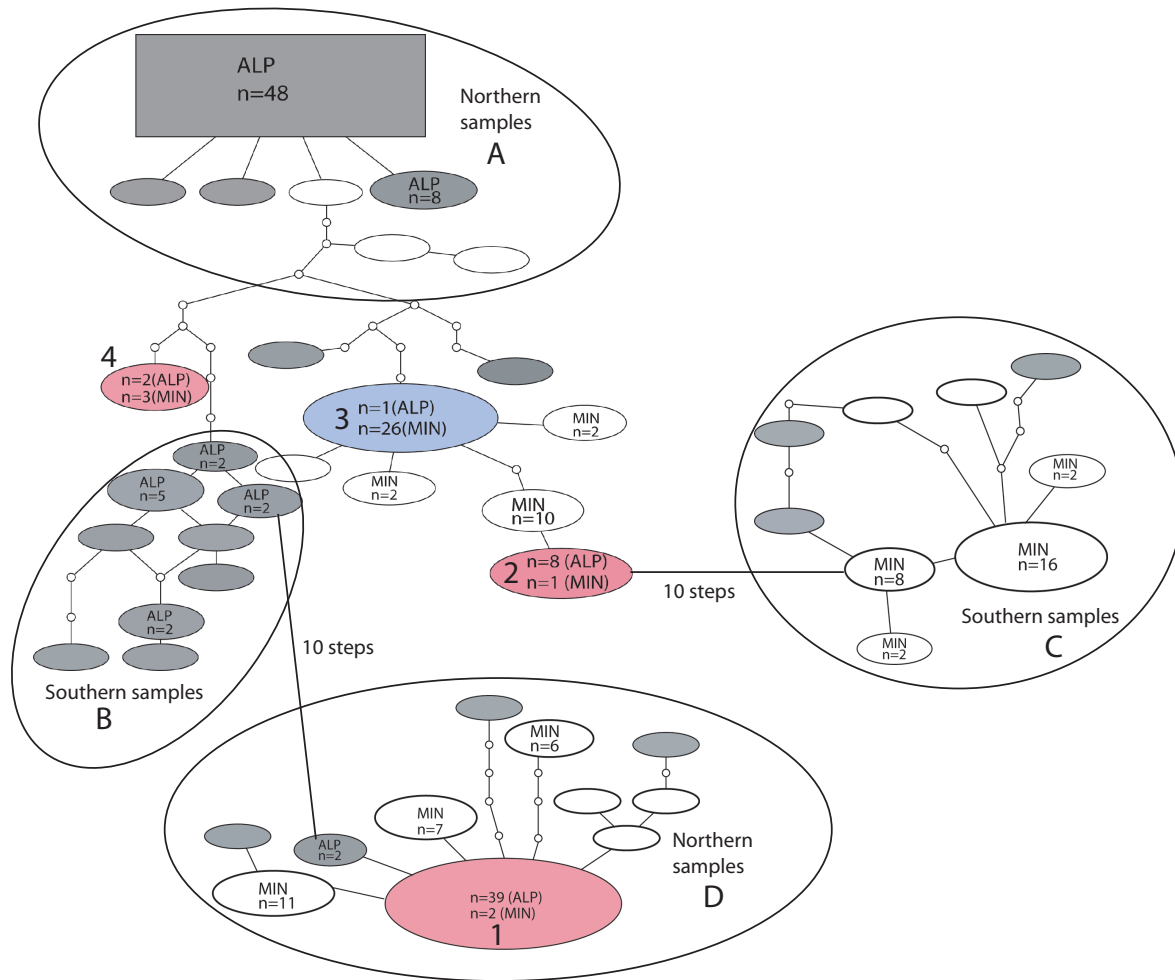 ALP
n=48
Northern
samples
A
ALP
n=8
4
n=2(ALP)
n=3(MIN)
3
n=1(ALP)
n=26(MIN)
MIN
n=2
MIN
n=2
MIN
n=10
2
n=8 (ALP)
n=1 (MIN)
10 steps
ALP
n=2
ALP
n=5
ALP
n=2
ALP
n=2
Southern samples
B
10 steps
MIN
n=2
MIN
n=16
MIN
n=8
MIN
n=2
Southern samples
C
MIN
n=6
MIN
n=7
ALP
n=2
MIN
n=11
Northern
samples
D
n=39 (ALP)
n=2 (MIN)
1